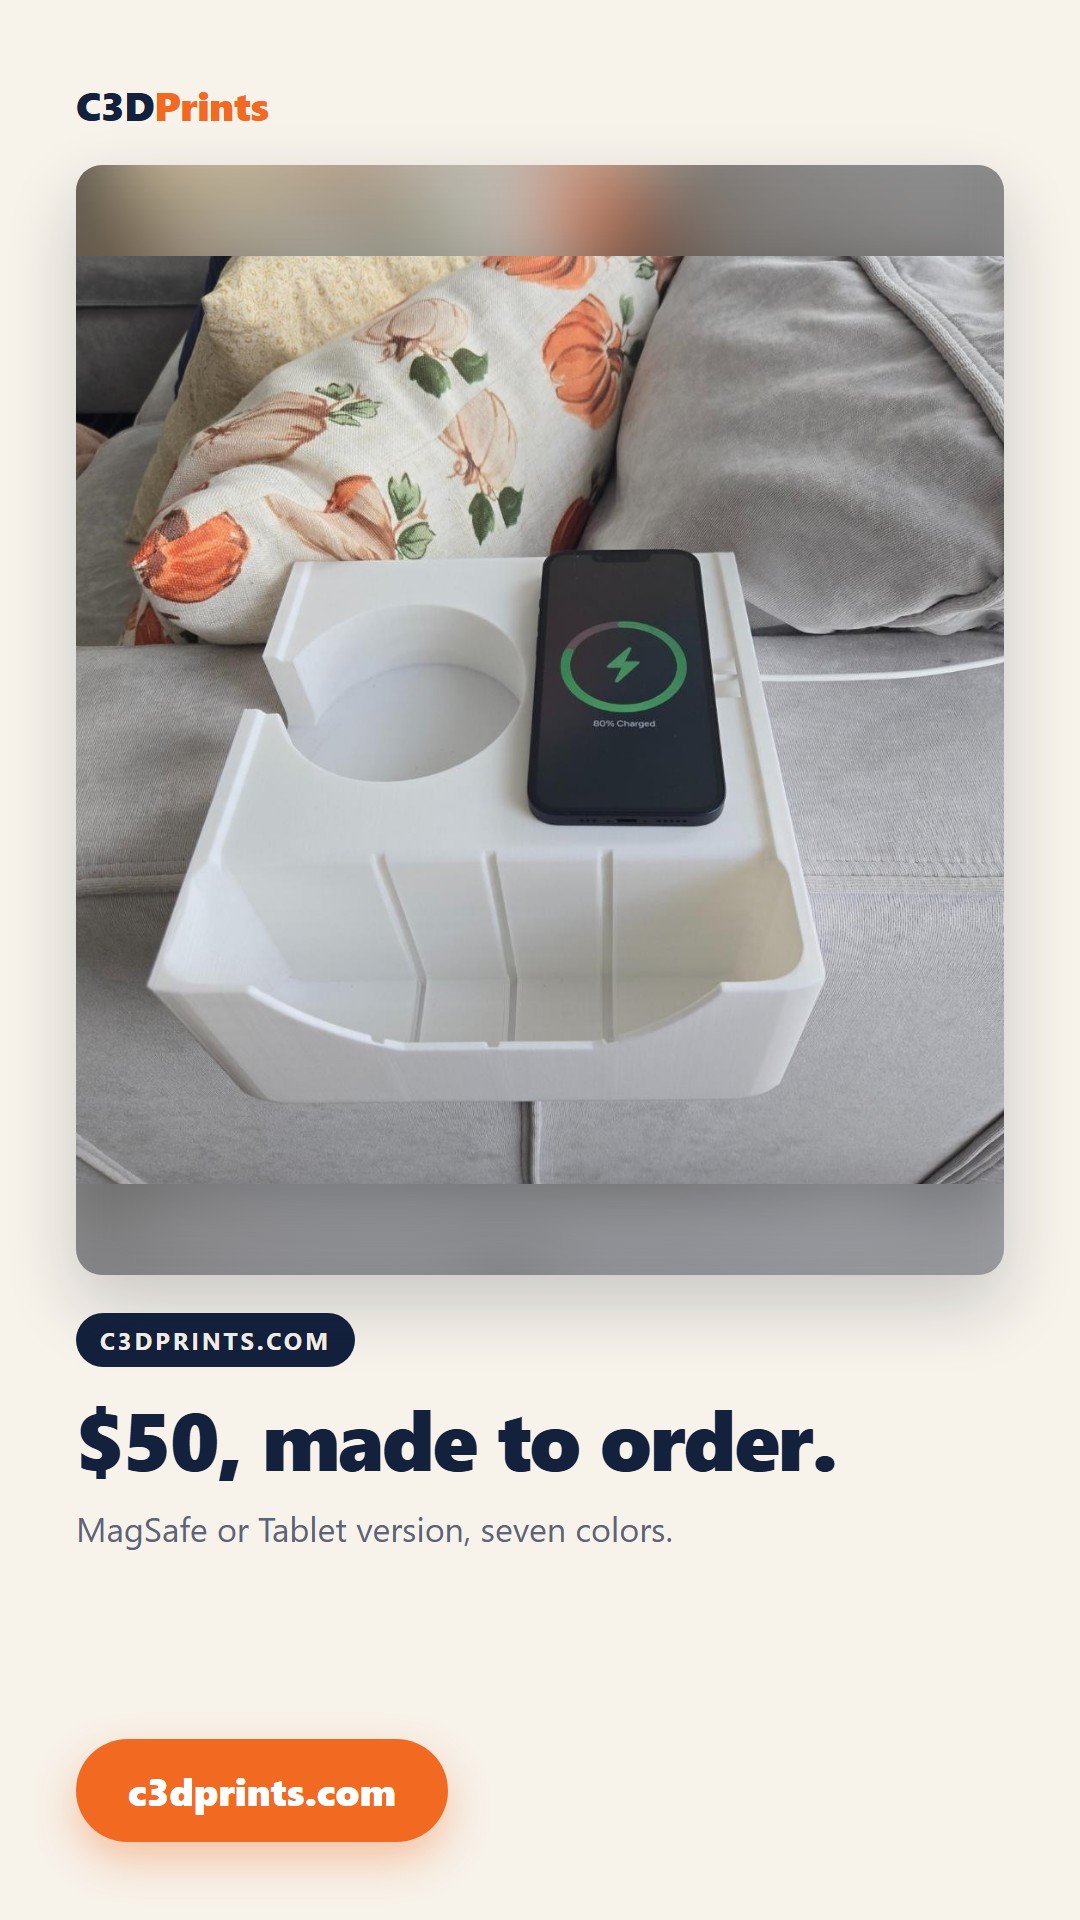 C3DPrints
80% Charged
C3DPRINTS.COM
$50, made to order.
MagSafe or Tablet version, seven colors.
c3dprints.com